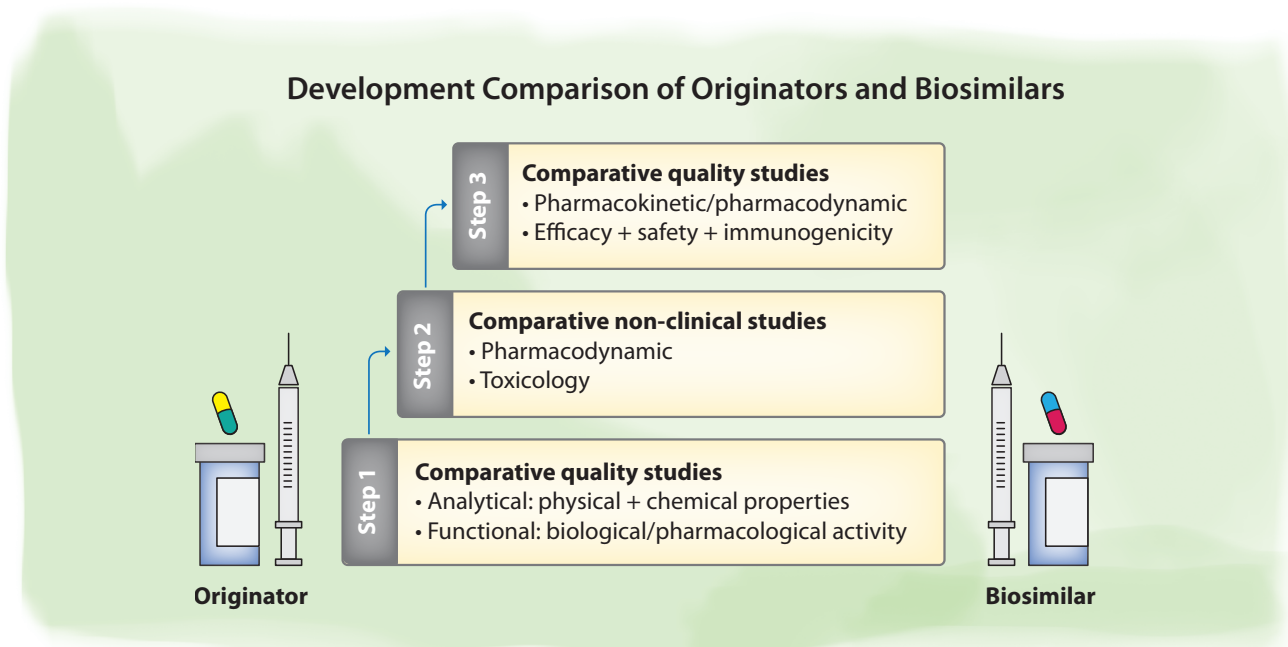 Development Comparison of Originators and Biosimilars
Step 3
Comparative quality studies
• Pharmacokinetic/pharmacodynamic
• Efficacy + safety + immunogenicity
Step 2
Comparative non-clinical studies
• Pharmacodynamic
• Toxicology
Step 1
Comparative quality studies
• Analytical: physical + chemical properties
• Functional: biological/pharmacological activity
Originator
Biosimilar